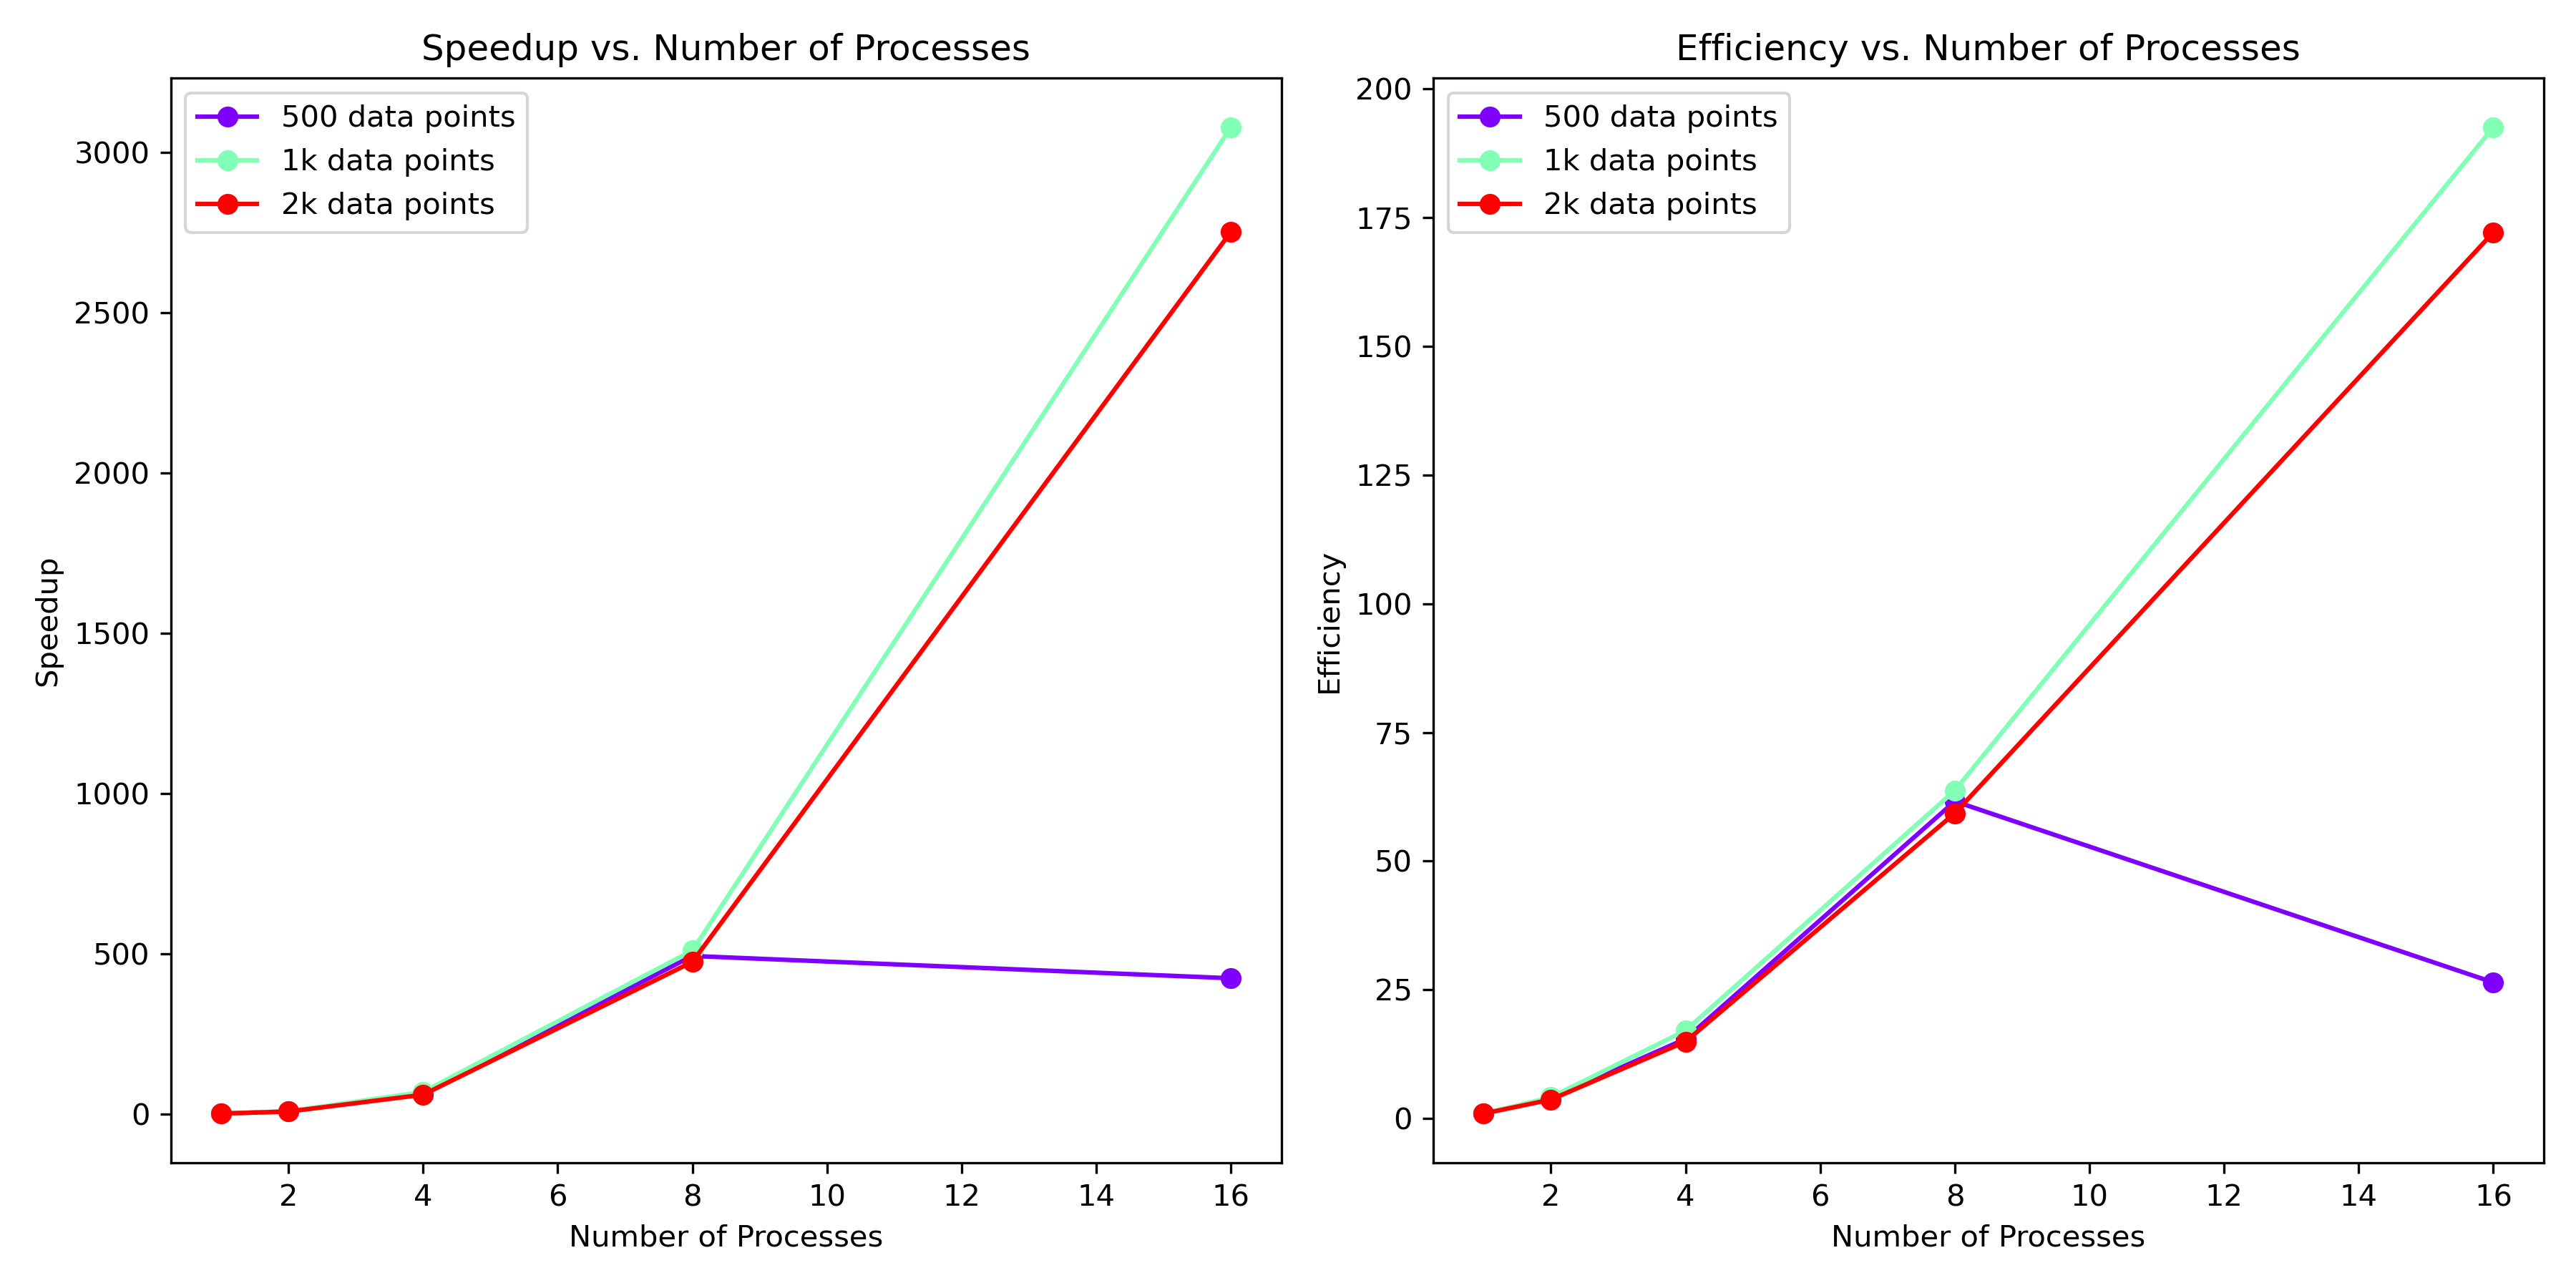 Speedup vs. Number of Processes
500 data points
1k data points
2k data points
3000
2500
2000
1500
1000
500
0
Speedup
2 4 6 8 10 12 14 16
Number of Processes
Efficiency vs. Number of Processes
500 data points
1k data points
2k data points
200
175
150
125
100
75
50
25
0
Efficiency
2 4 6 8 10 12 14 16
Number of Processes